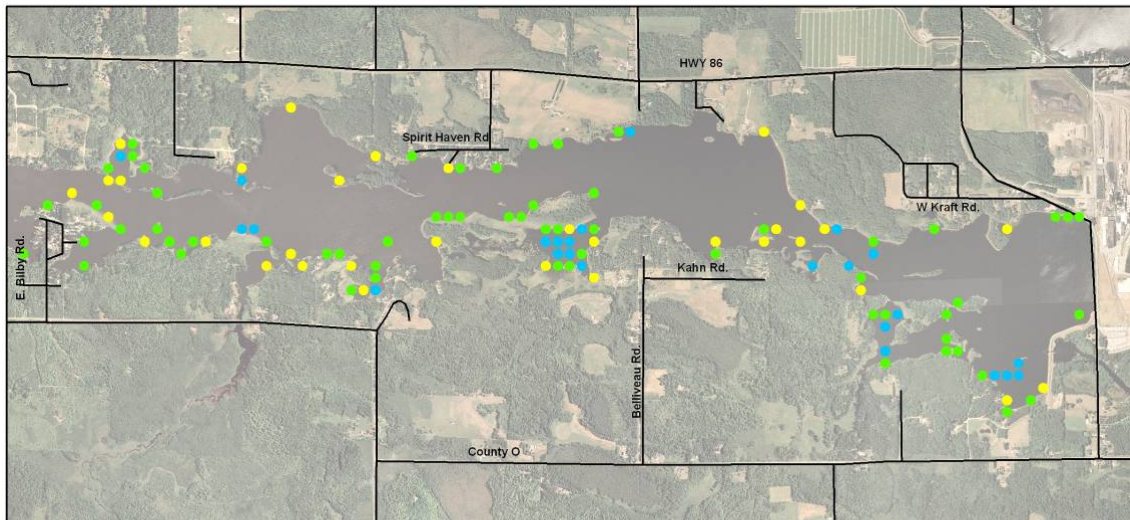 HWY 86
Spirit Haven Rd
W Kraft Rd.
E. Bilby Rd.
Kahn Rd.
Belliveau Rd.
County O